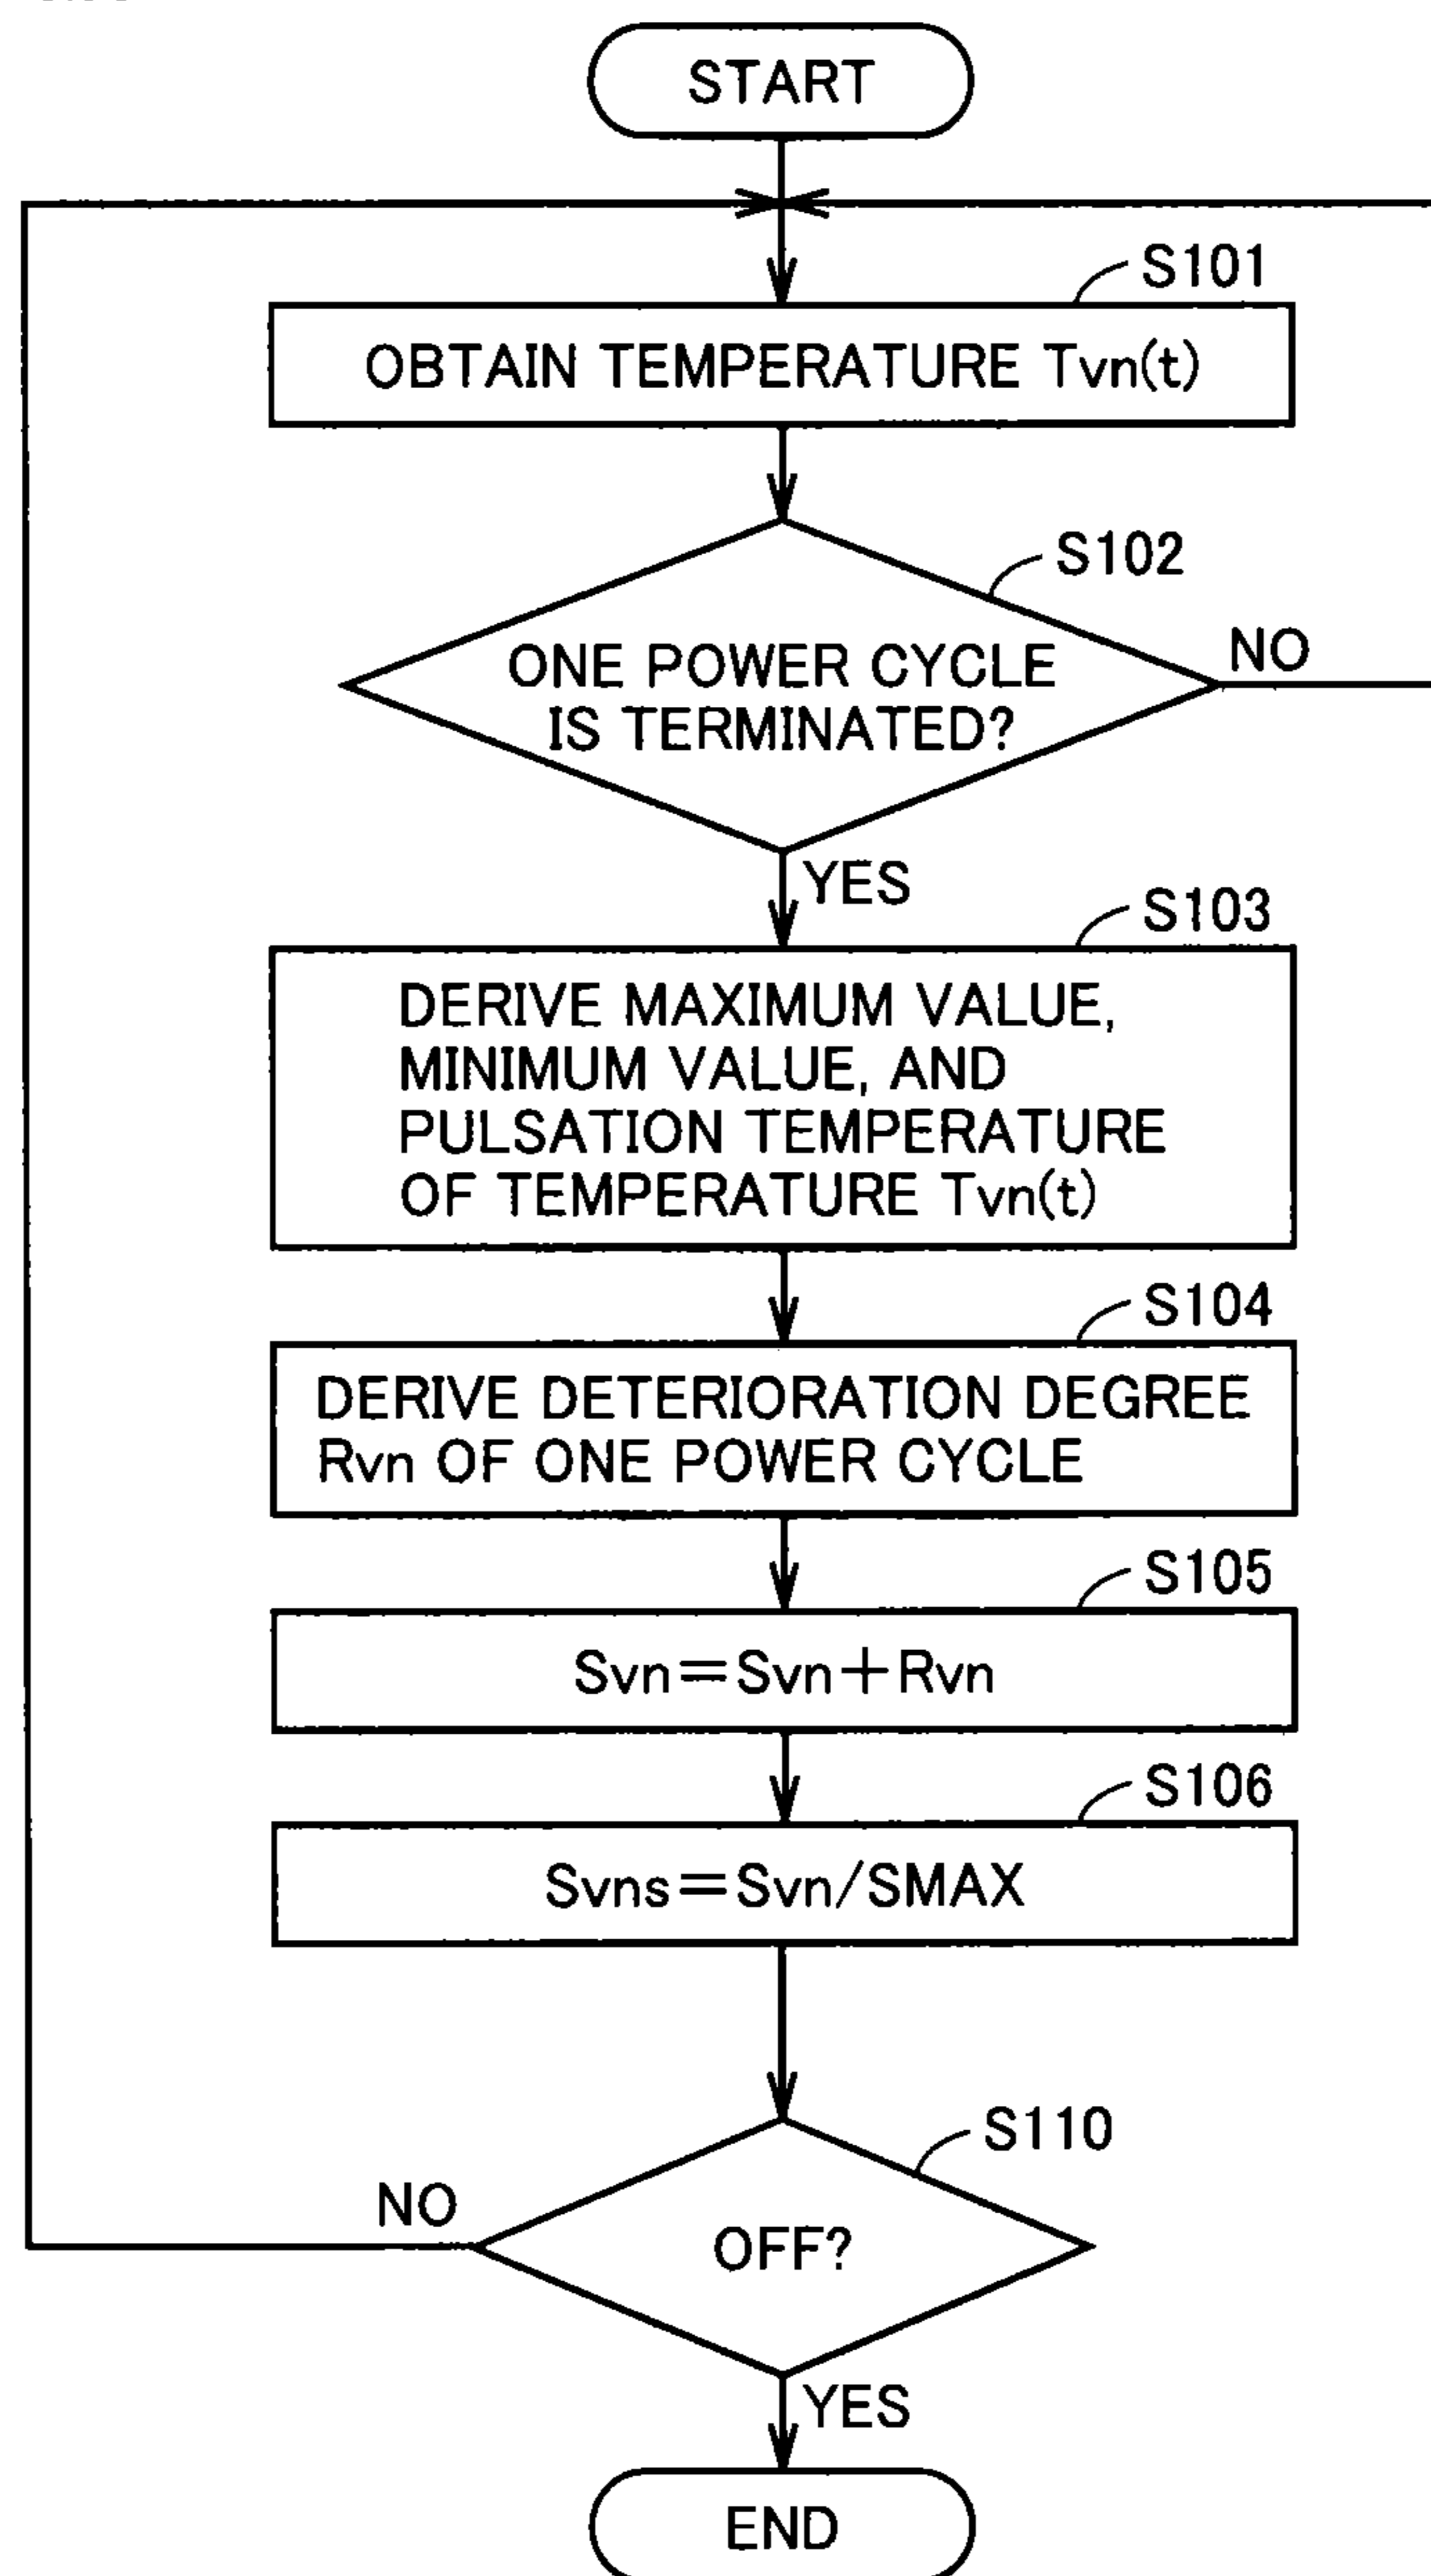 START
S101
OBTAIN TEMPERATURE Tvn(t)
S102
ONE POWER CYCLE
IS TERMINATED?
NO
YES
S103
DERIVE MAXIMUM VALUE,
MINIMUM VALUE, AND
PULSATION TEMPERATURE
OF TEMPERATURE Tvn(t)
S104
DERIVE DETERIORATION DEGREE
Rvn OF ONE POWER CYCLE
S105
Svn=Svn+Rvn
S106
Svns=Svn/SMAX
S110
NO
OFF?
YES
END